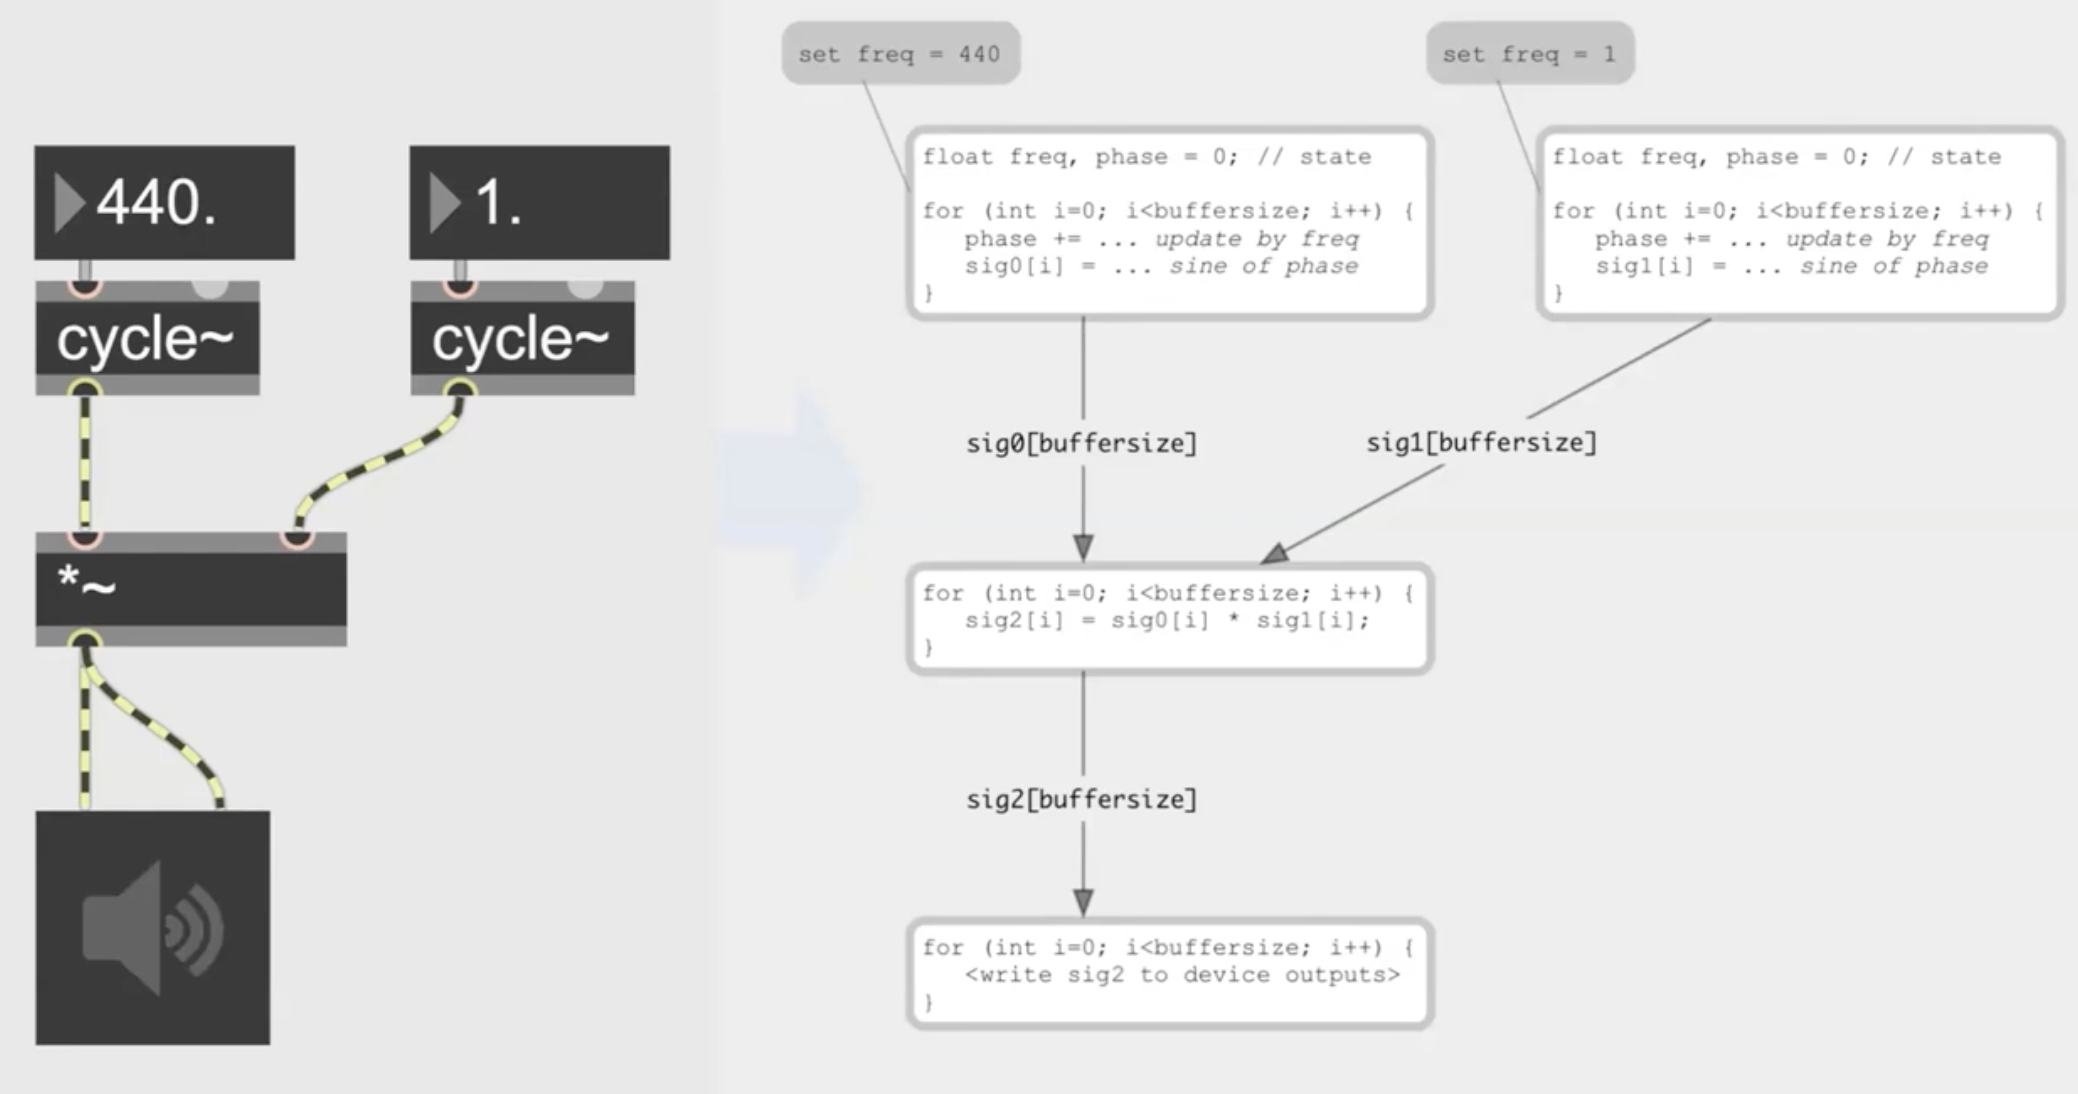 440.
1.
cycle~
cycle~
*~
set freq = 440
set freq = 1
float freq, phase = 0; // state
for (int i=0; i<buffersize; i++) {
phase += ... update by freq
sig0[i] = ... sine of phase
}
float freq, phase = 0; // state
for (int i=0; i<buffersize; i++) {
phase += ... update by freq
sig1[i] = ... sine of phase
}
sig0[buffersize]
sig1[buffersize]
for (int i=0; i<buffersize; i++) {
sig2[i] = sig0[i] * sig1[i];
}
sig2[buffersize]
for (int i=0; i<buffersize; i++) {
<write sig2 to device outputs>
}